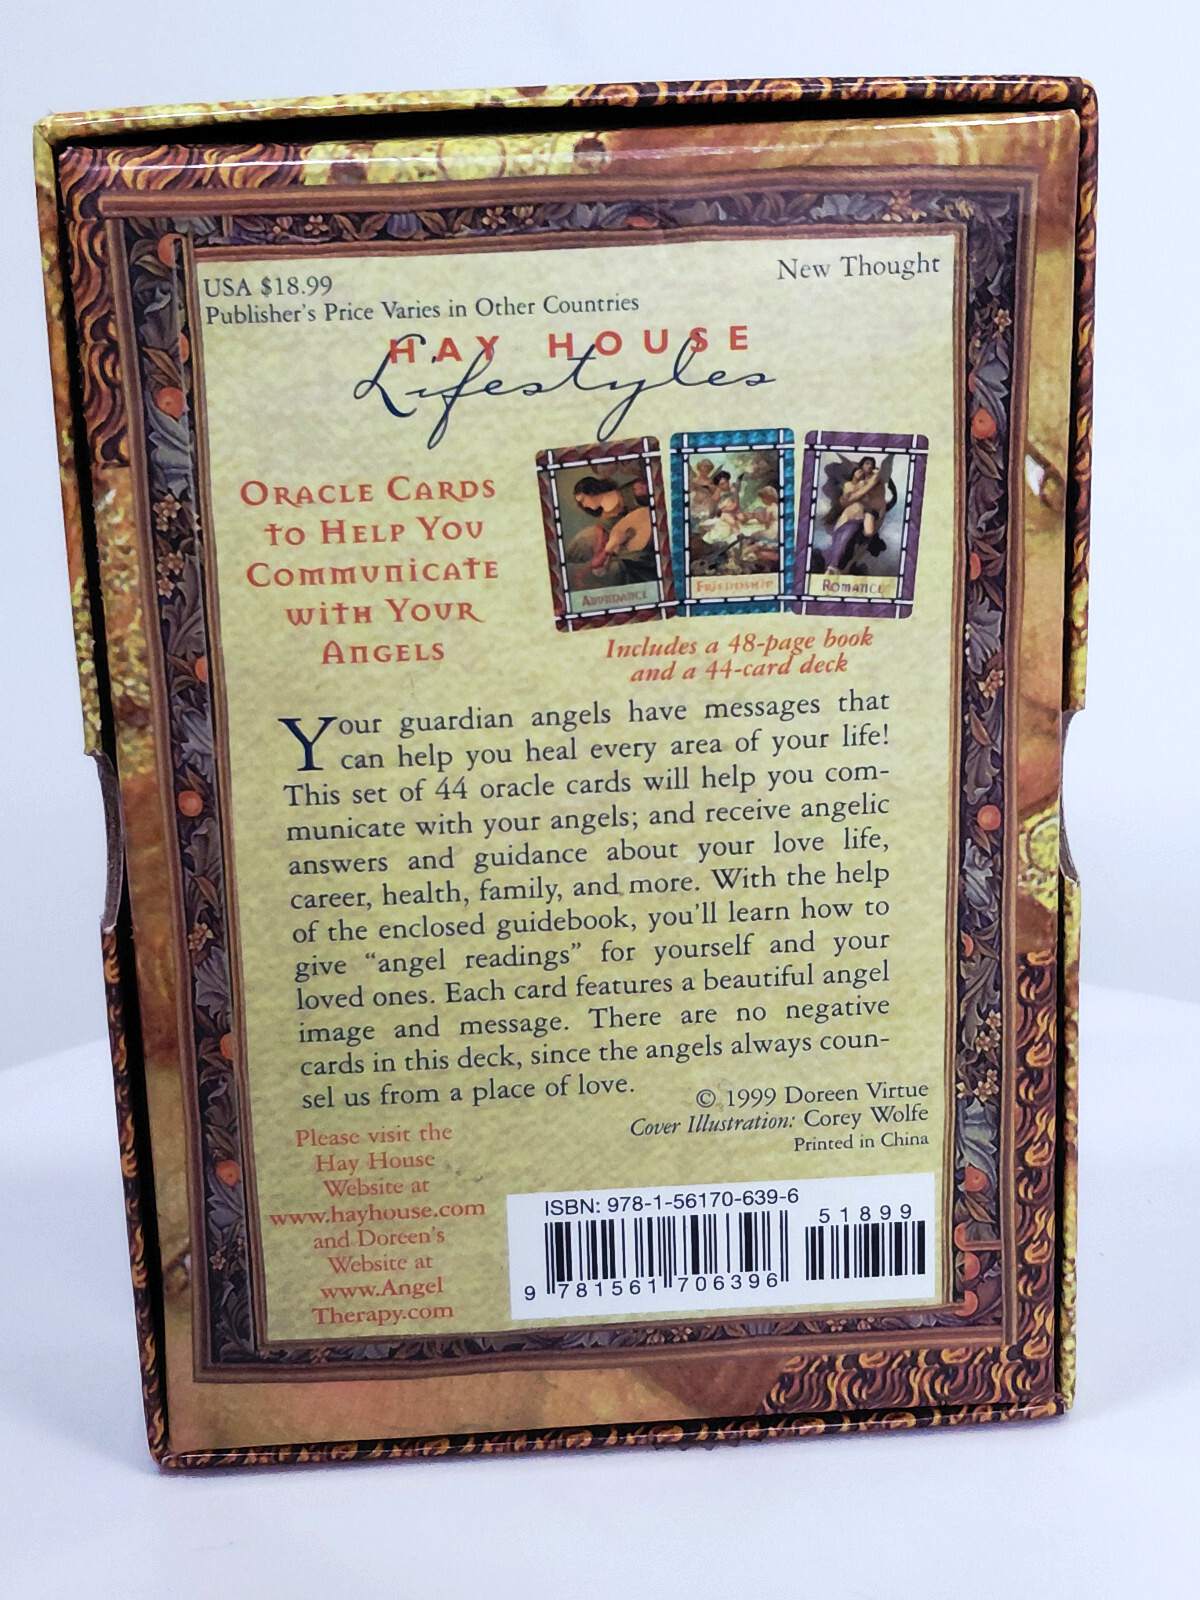 USA $18.99
Publisher's Price Varies in Other Countries
New Thought
HAY HOUSE
Lifestyles
ORACLE CARDS
TO HELP YOU
COMMUNICATE
WITH YOUR
ANGELS
ABUNDANCE
FRIENDSHIP
ROMANCE
Includes a 48-page book
and a 44-card deck
Your guardian angels have messages that
can help you heal every area of your life!
This set of 44 oracle cards will help you com-
municate with your angels; and receive angelic
answers and guidance about your love life,
career, health, family, and more. With the help
of the enclosed guidebook, you'll learn how to
give “angel readings” for yourself and your
loved ones. Each card features a beautiful angel
image and message. There are no negative
cards in this deck, since the angels always coun-
sel us from a place of love.
© 1999 Doreen Virtue
Cover Illustration: Corey Wolfe
Printed in China
Please visit the
Hay House
Website at
www.hayhouse.com
and Doreen's
Website at
www.Angel
Therapy.com
ISBN: 978-1-56170-639-6
51899
9 781561 706396